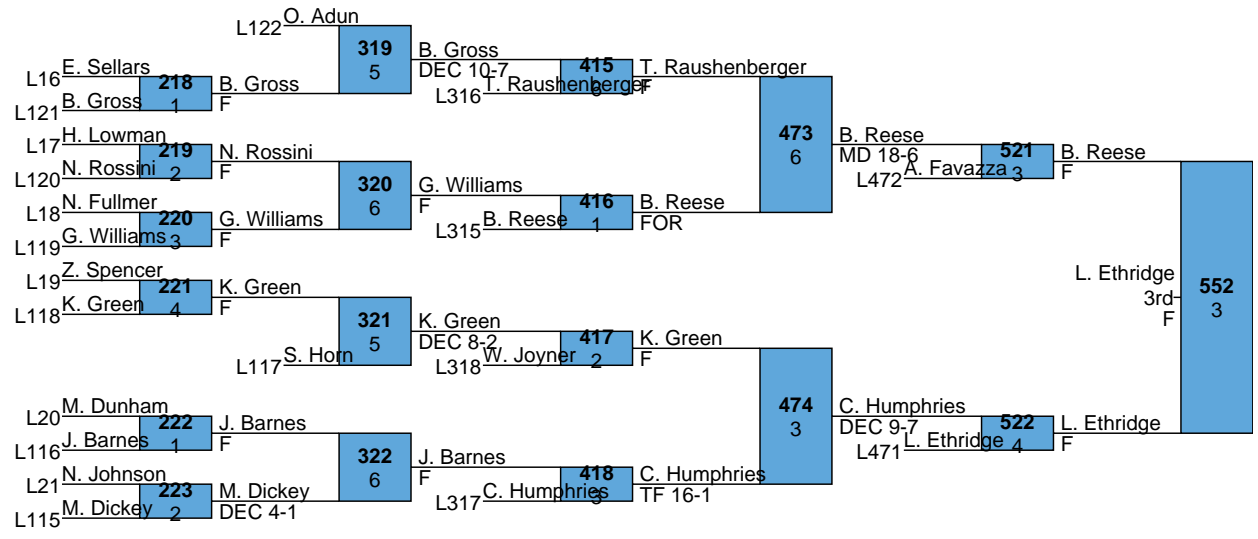 O. Adun
L122
319
5
B. Gross
DEC 10-7
E. Sellars
L16
218
1
B. Gross
F
B. Gross
L121
415
6
T. Raushenberger
F
T. Raushenberger
L316
H. Lowman
L17
219
2
N. Rossini
F
N. Rossini
L120
473
6
B. Reese
MD 18-6
521
3
B. Reese
F
A. Favazza
L472
320
6
G. Williams
F
N. Fullmer
L18
220
3
G. Williams
F
G. Williams
L119
416
1
B. Reese
FOR
B. Reese
L315
Z. Spencer
L19
221
4
K. Green
F
K. Green
L118
L. Ethridge
3rd
F
552
3
321
5
K. Green
DEC 8-2
S. Horn
L117
417
2
K. Green
F
W. Joyner
L318
M. Dunham
L20
222
1
J. Barnes
F
J. Barnes
L116
474
3
C. Humphries
DEC 9-7
522
4
L. Ethridge
F
L. Ethridge
L471
322
6
J. Barnes
F
N. Johnson
L21
223
2
M. Dickey
DEC 4-1
M. Dickey
L115
418
3
C. Humphries
TF 16-1
C. Humphries
L317